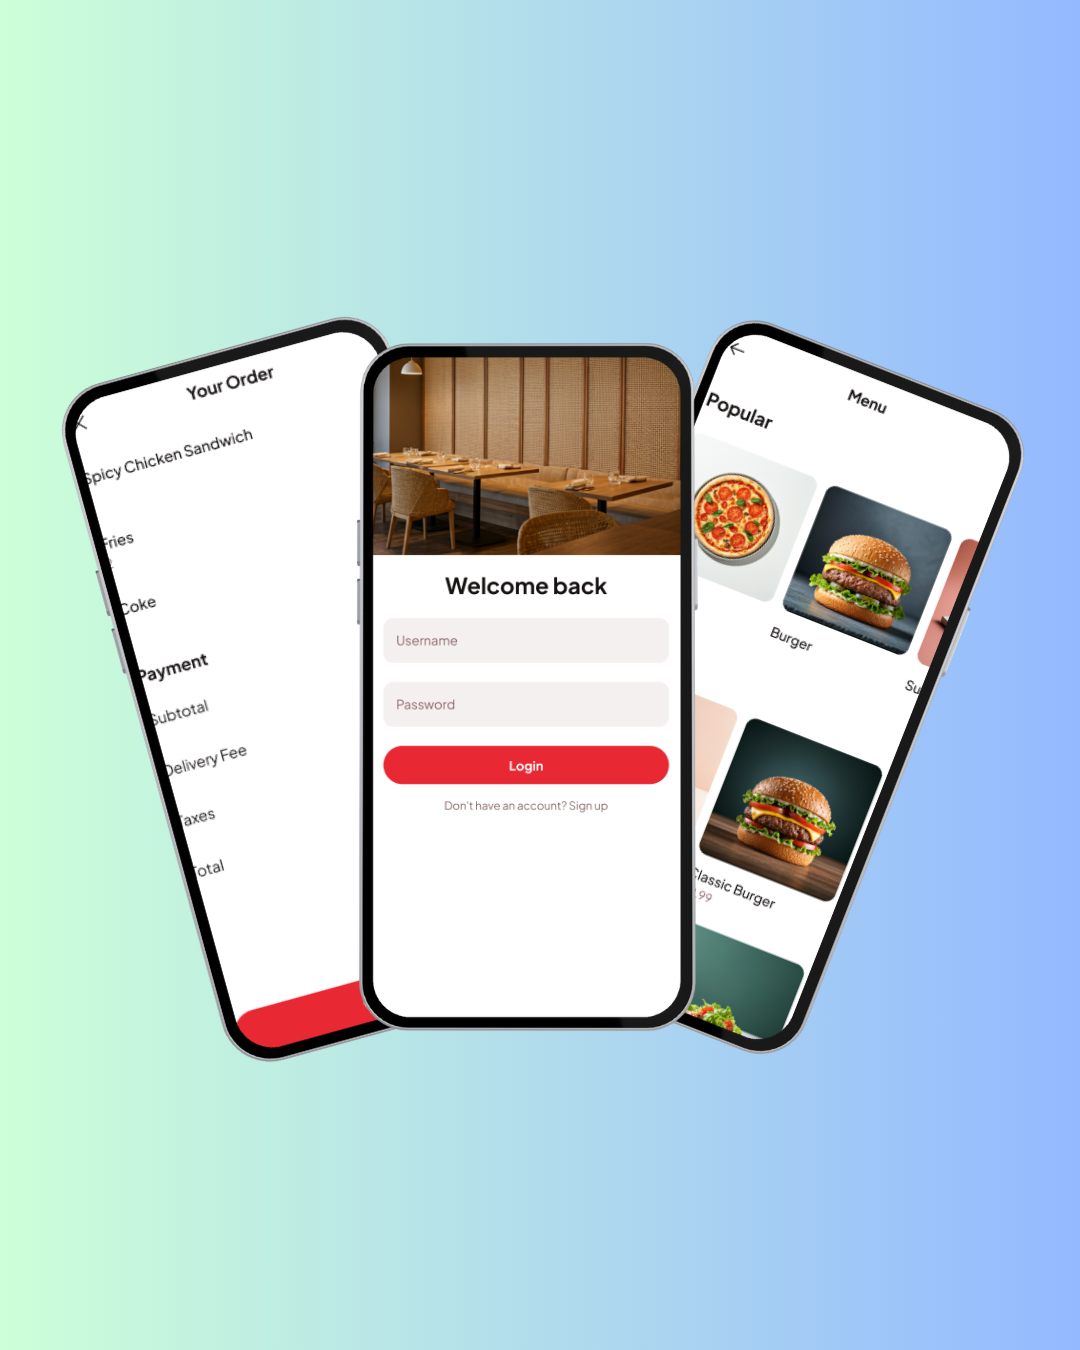 Your Order
Spicy Chicken Sandwich
Fries
Coke
Payment
Subtotal
Delivery Fee
Taxes
Total
Welcome back
Username
Password
Login
Don't have an account? Sign up
Menu
Popular
Burger
Su
Classic Burger
.99